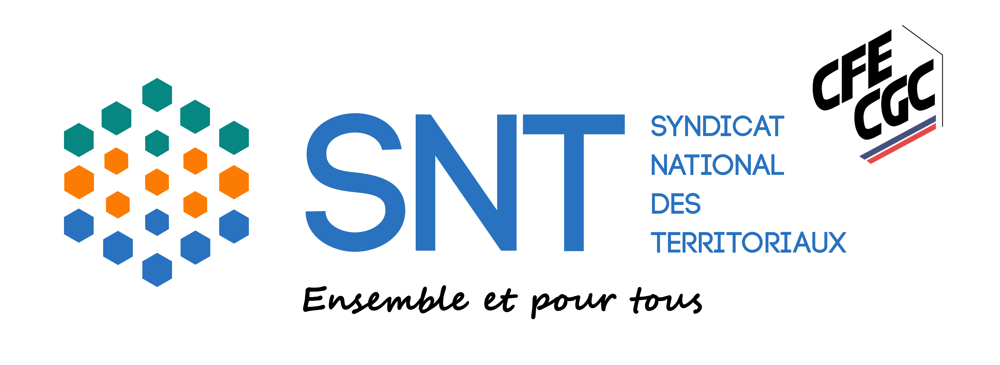 CFE
CGC
SNT
SYNDICAT
NATIONAL
DES
TERRITORIAUX
Ensemble et pour tous